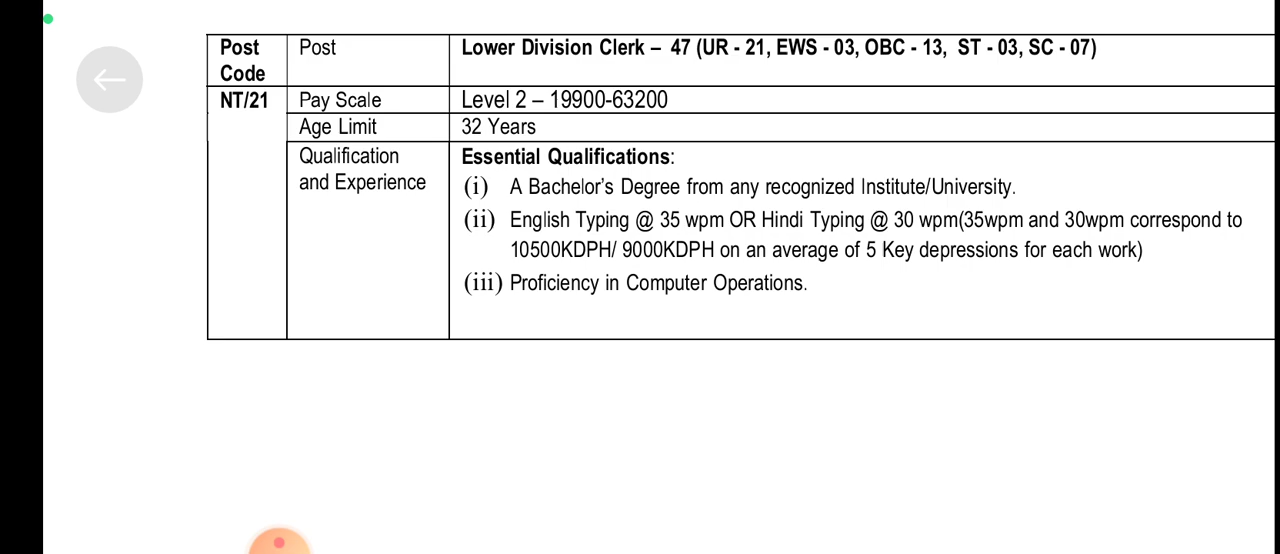 Post Code
Post
Lower Division Clerk – 47 (UR - 21, EWS - 03, OBC - 13, ST - 03, SC - 07)
NT/21
Pay Scale
Level 2 – 19900-63200
Age Limit
32 Years
Qualification
and Experience
Essential Qualifications:
(i) A Bachelor's Degree from any recognized Institute/University.
(ii) English Typing @ 35 wpm OR Hindi Typing @ 30 wpm(35wpm and 30wpm correspond to
10500KDPH/ 9000KDPH on an average of 5 Key depressions for each work)
(iii) Proficiency in Computer Operations.